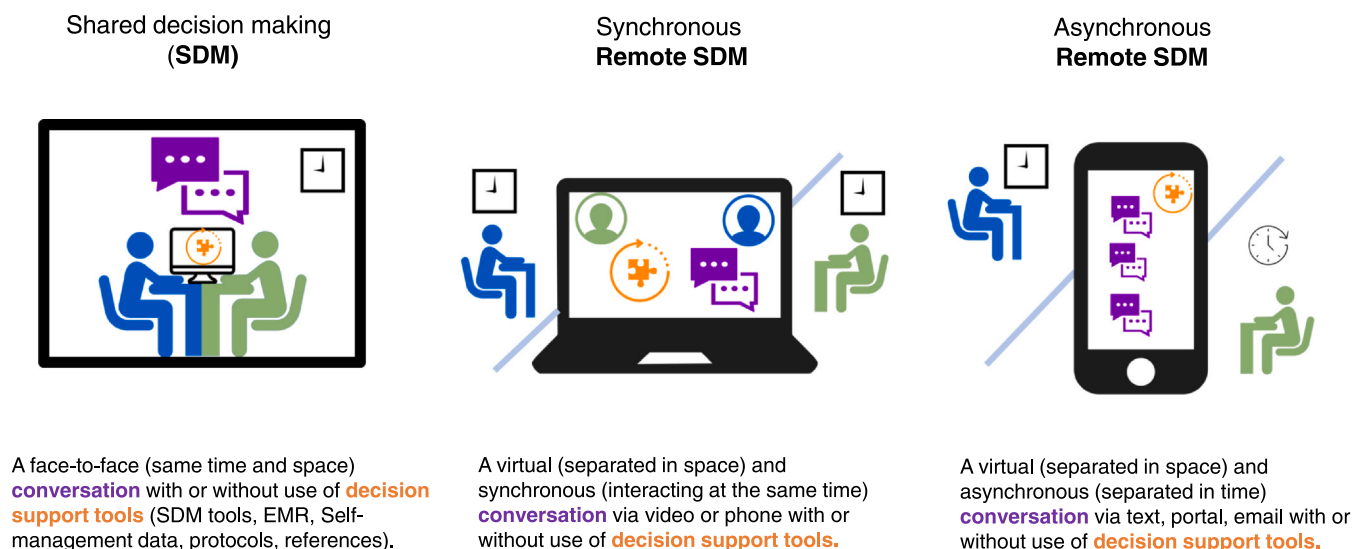 Shared decision making
(SDM)
A face-to-face (same time and space)
conversation with or without use of decision
support tools (SDM tools, EMR, Self-
management data, protocols, references).
Synchronous
Remote SDM
A virtual (separated in space) and
synchronous (interacting at the same time)
conversation via video or phone with or
without use of decision support tools.
Asynchronous
Remote SDM
A virtual (separated in space) and
asynchronous (separated in time)
conversation via text, portal, email with or
without use of decision support tools.